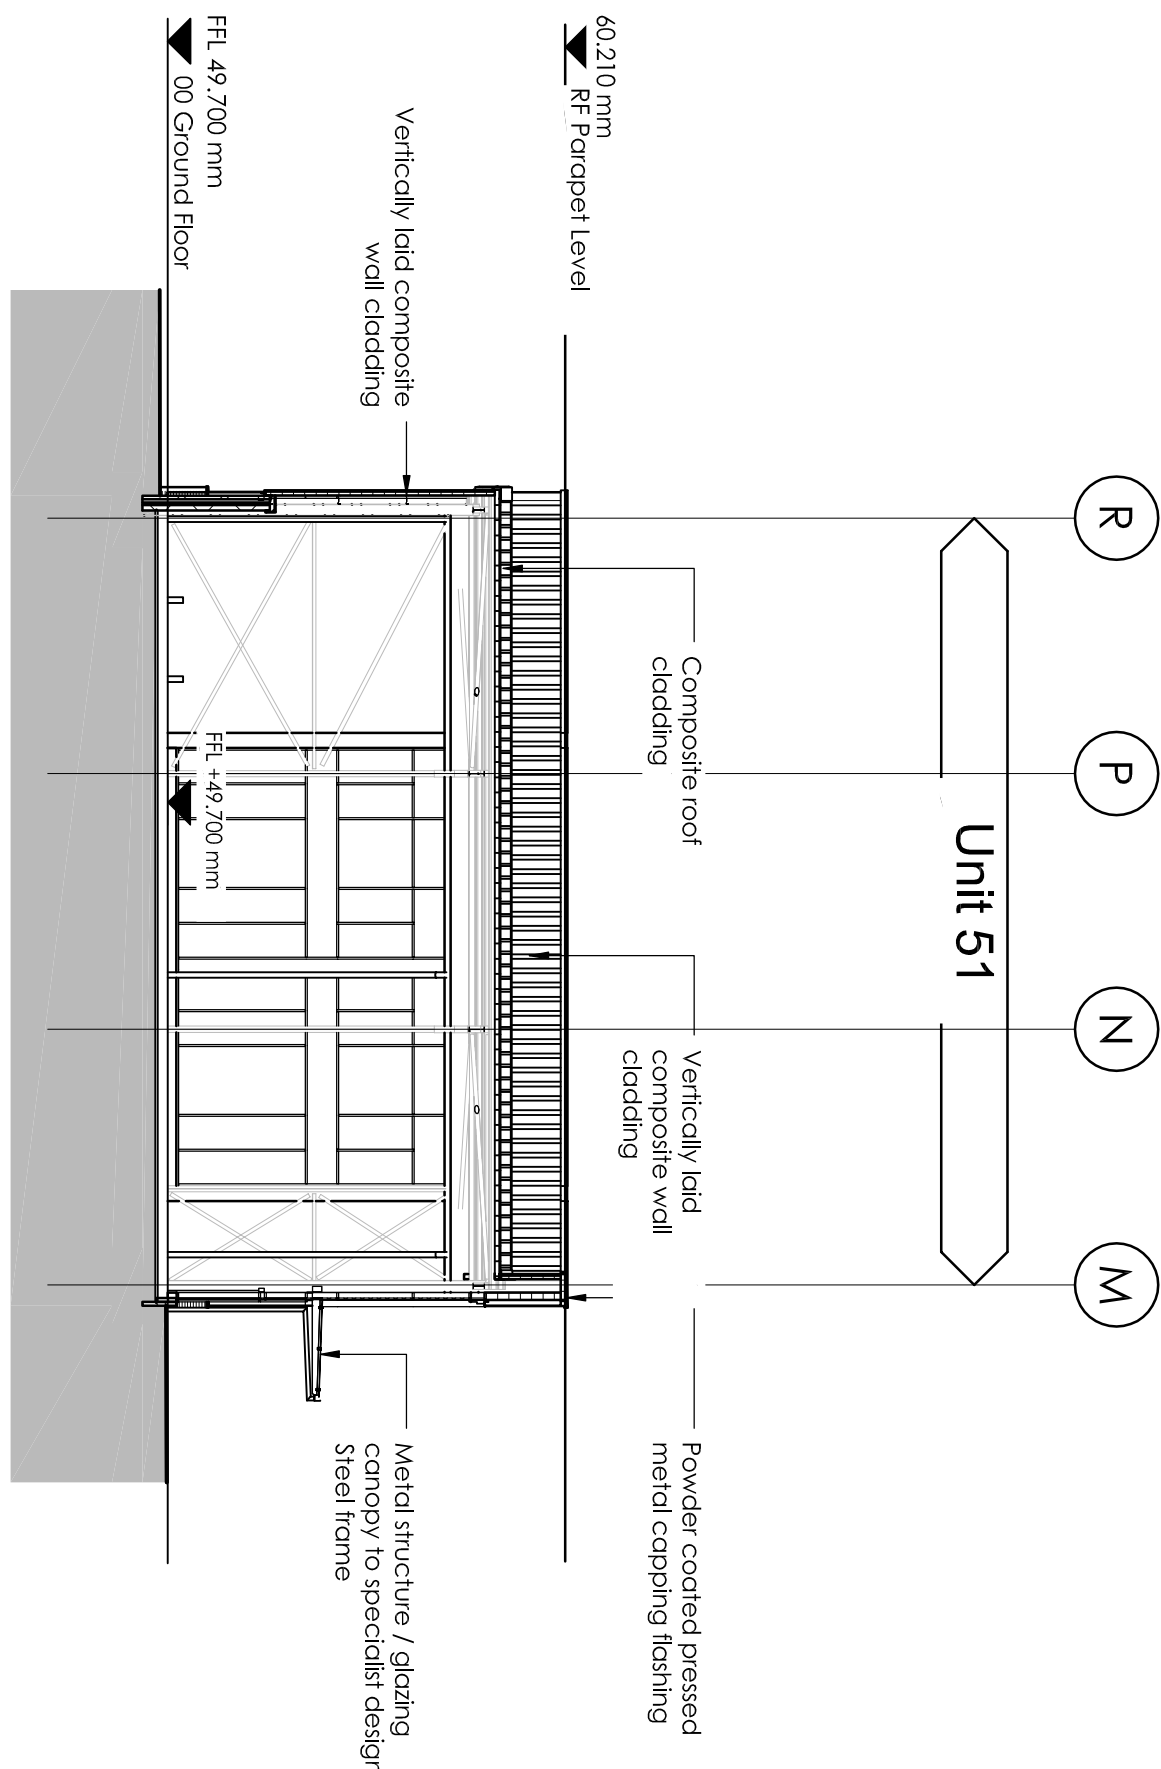 R
P
N
M
Unit 51
60.210 mm
RF Parapet Level
Composite roof
cladding
Vertically laid
composite wall
cladding
Powder coated pressed
metal capping flashing
Vertically laid composite
wall cladding
Metal structure / glazing
canopy to specialist design
Steel frame
FFL 49.700 mm
00 Ground Floor
FFL +49.700 mm